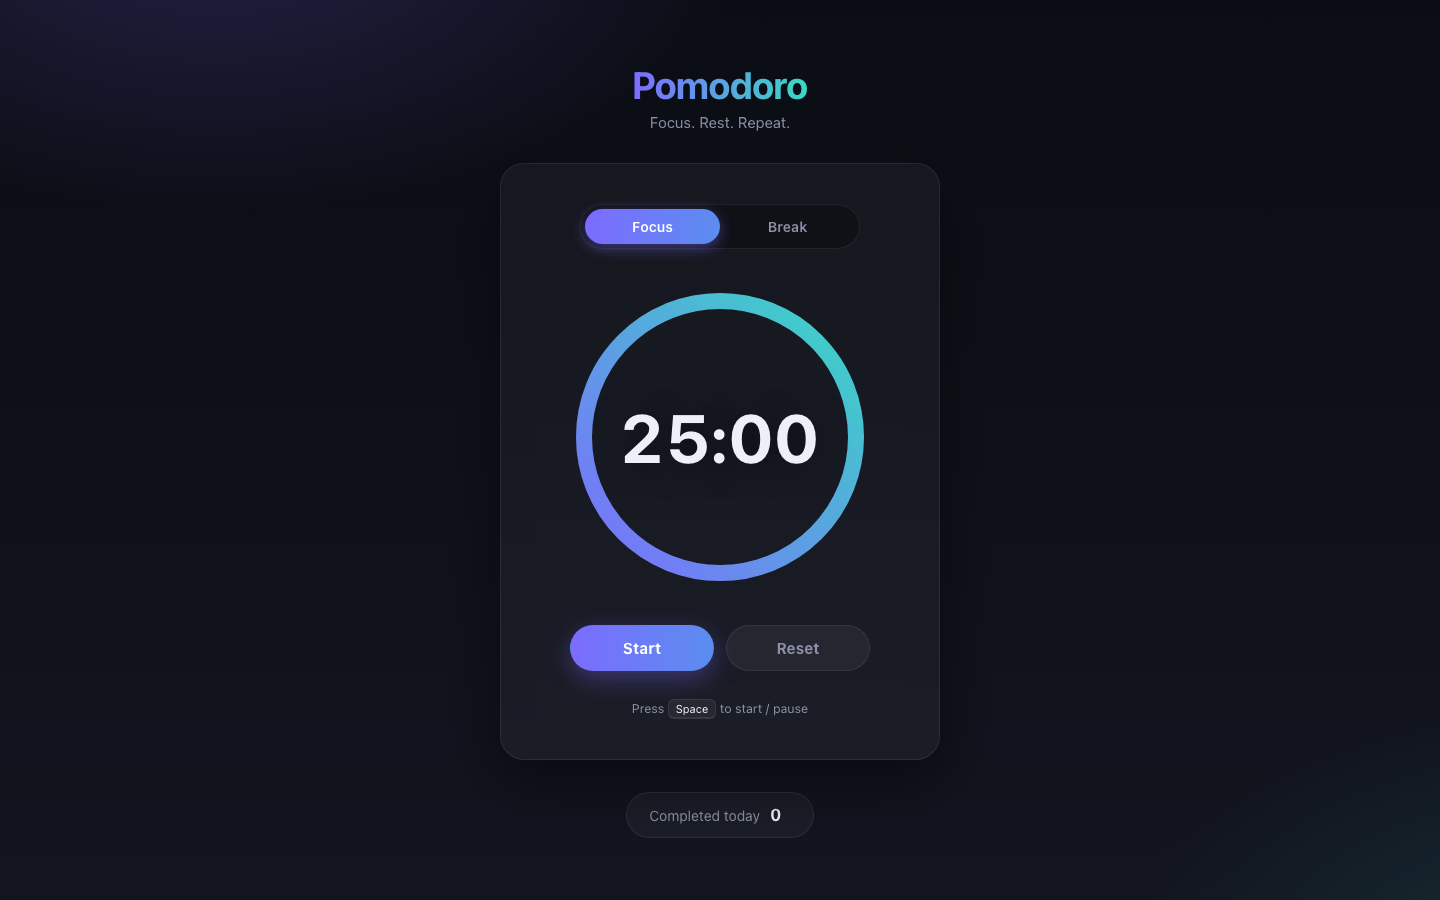 Pomodoro
Focus. Rest. Repeat.
Focus Break
25:00
Start Reset
Press Space to start / pause
Completed today 0